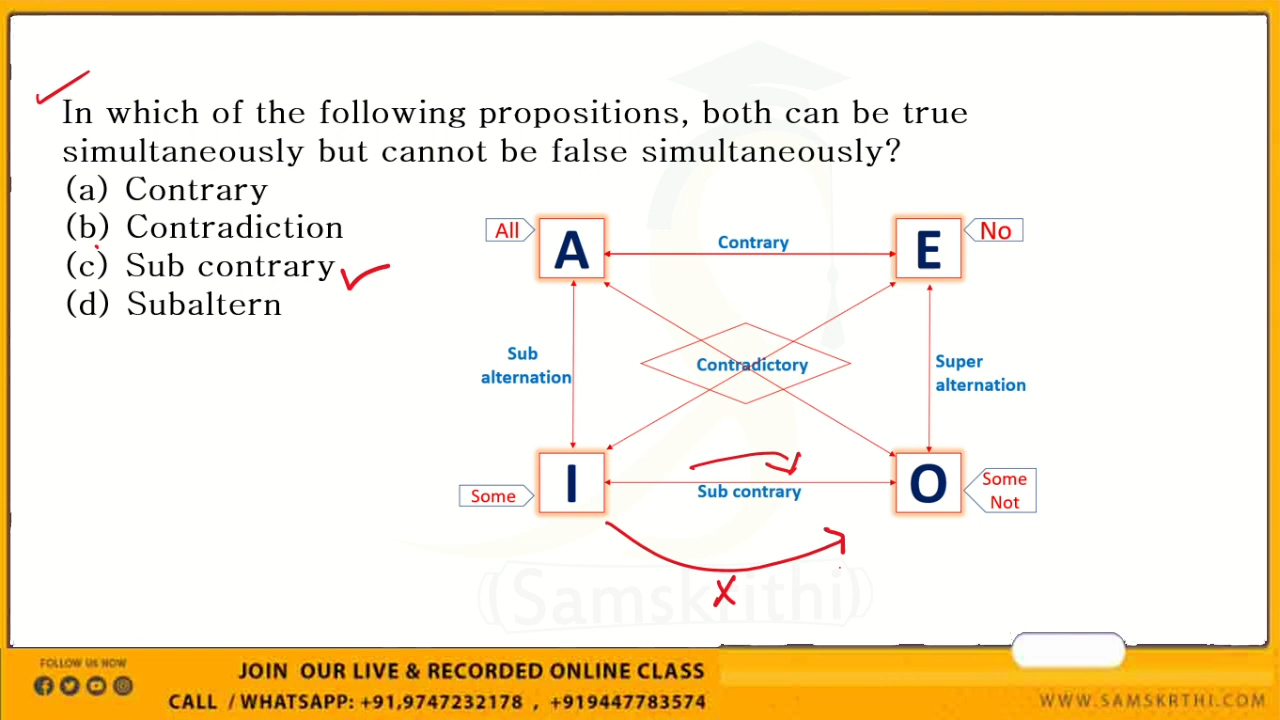 In which of the following propositions, both can be true
simultaneously but cannot be false simultaneously?
(a) Contrary
(b) Contradiction
(c) Sub contrary
(d) Subaltern
All
A
Contrary
E
No
Sub
alternation
Contradictory
Super
alternation
Some
I
Sub contrary
O
Some
Not
X
(Samskrithi)
FOLLOW US NOW
JOIN OUR LIVE & RECORDED ONLINE CLASS
CALL / WHATSAPP: +91,9747232178 , +919447783574
WWW.SAMSKRTHI.COM